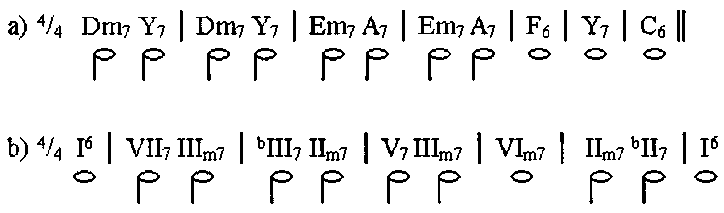 a) 4/4 Dm7 Y7 | Dm7 Y7 | Em7 A7 | Em7 A7 | F6 | Y7 | C6 ||
b) 4/4 I6 | VII7 IIIm7 | bIII7 IIm7 | V7 IIIm7 | VIm7 | IIm7 bII7 | I6